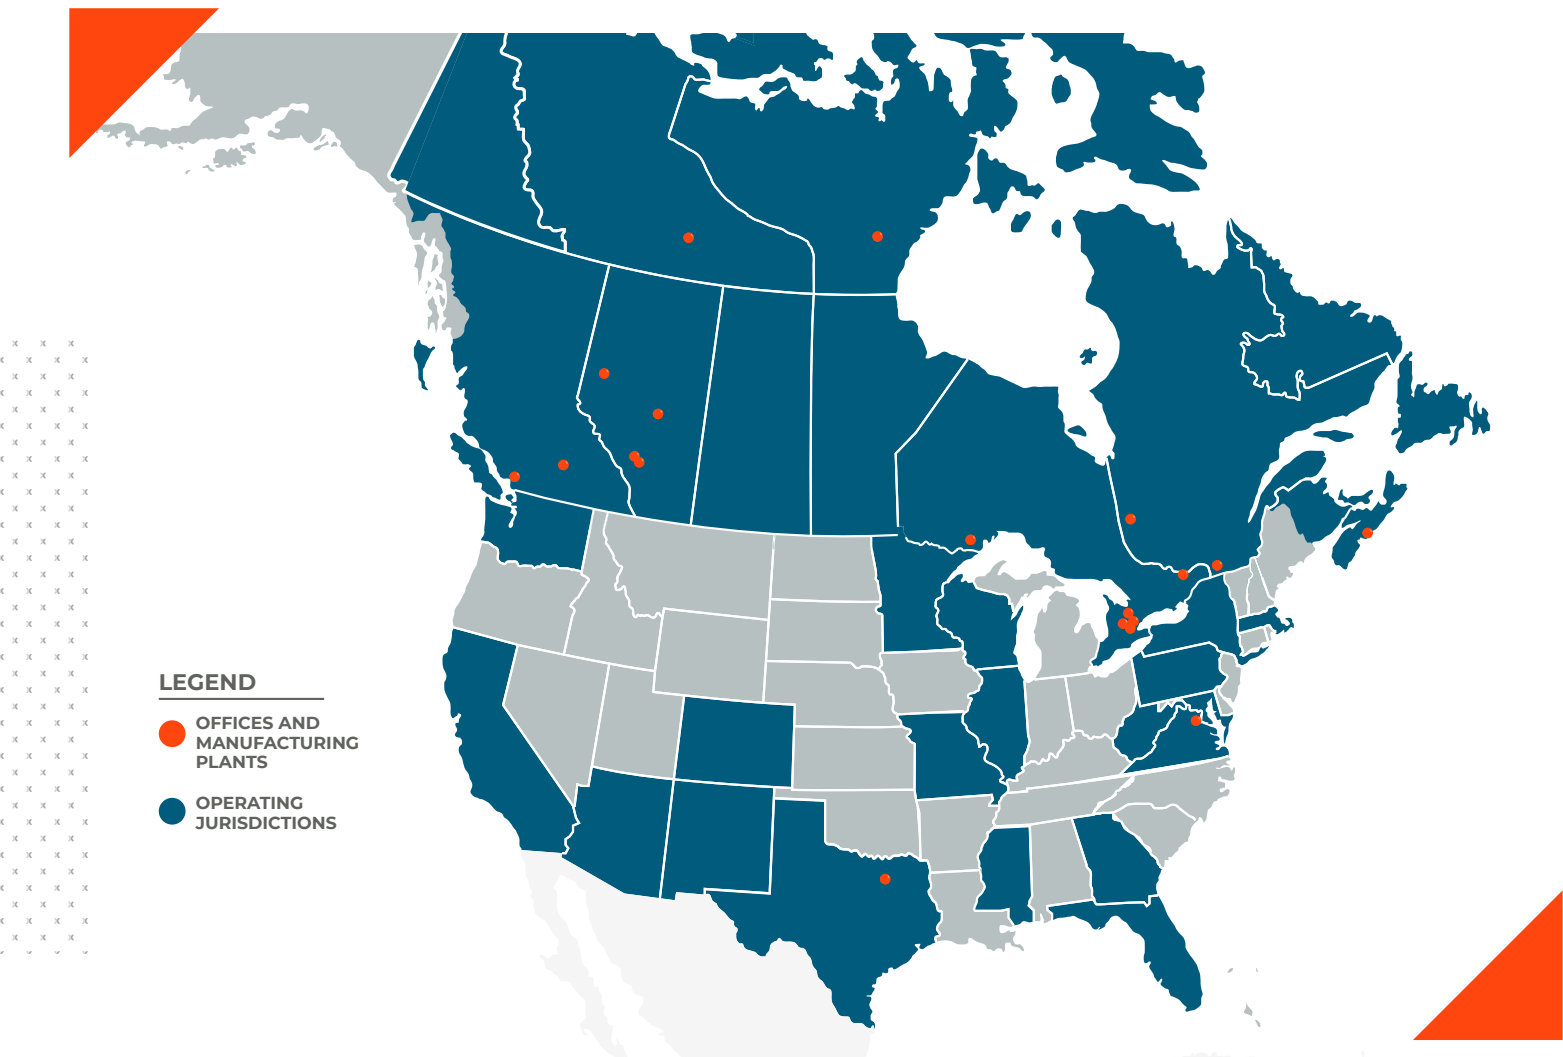 LEGEND
OFFICES AND
MANUFACTURING
PLANTS
OPERATING
JURISDICTIONS